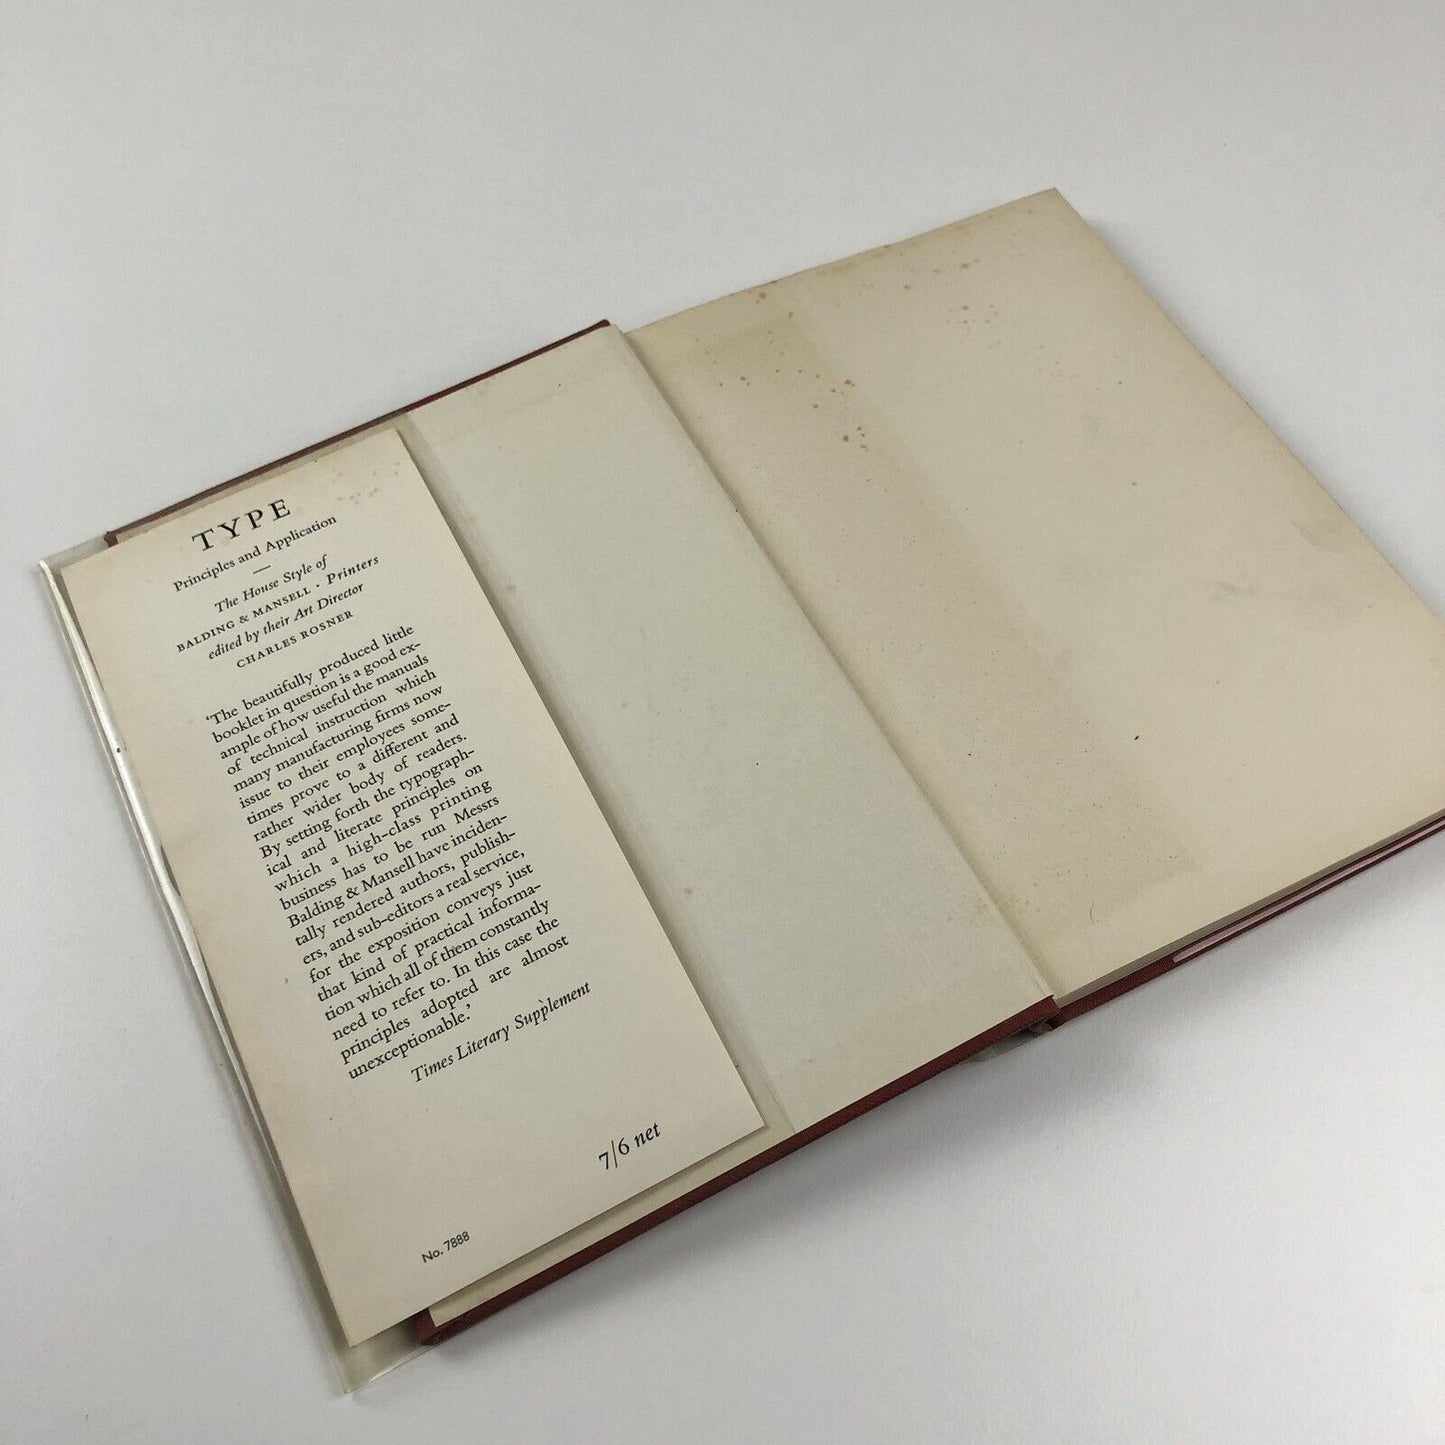 TYPE
Principles and Application
—
The House Style of
BALDING & MANSELL · Printers
edited by their Art Director
CHARLES ROSNER
‘The beautifully produced little
booklet in question is a good ex-
ample of how useful the manuals
of technical instruction which
many manufacturing firms now
issue to their employees some-
times prove to a different and
rather wider body of readers.
By setting forth the typograph-
ical and literate principles on
which a high-class printing
business has to be run Messrs
Balding & Mansell have inciden-
tally rendered authors, publish-
ers, and sub-editors a real service,
for the exposition conveys just
that kind of practical informa-
tion which all of them constantly
need to refer to. In this case the
principles adopted are almost
unexceptionable.’
Times Literary Supplement
7/6 net
No. 7888